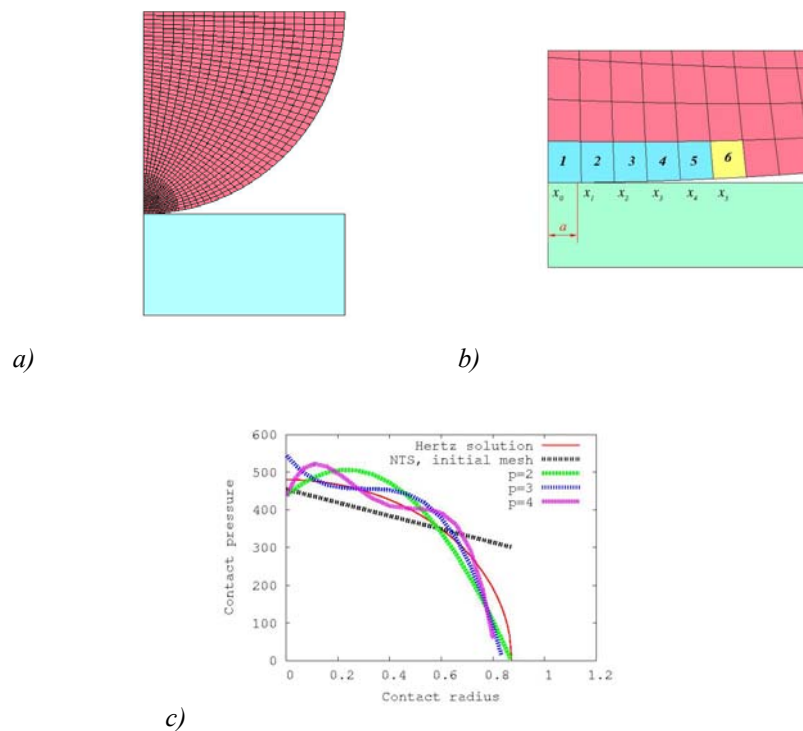 1 2 3 4 5 6
x₀ x₁ x₂ x₃ x₄ x₅
a
a)
b)
600
500
400
300
200
100
0
Contact pressure
Hertz solution
NTS, initial mesh
p=2
p=3
p=4
0 0.2 0.4 0.6 0.8 1 1.2
Contact radius
c)